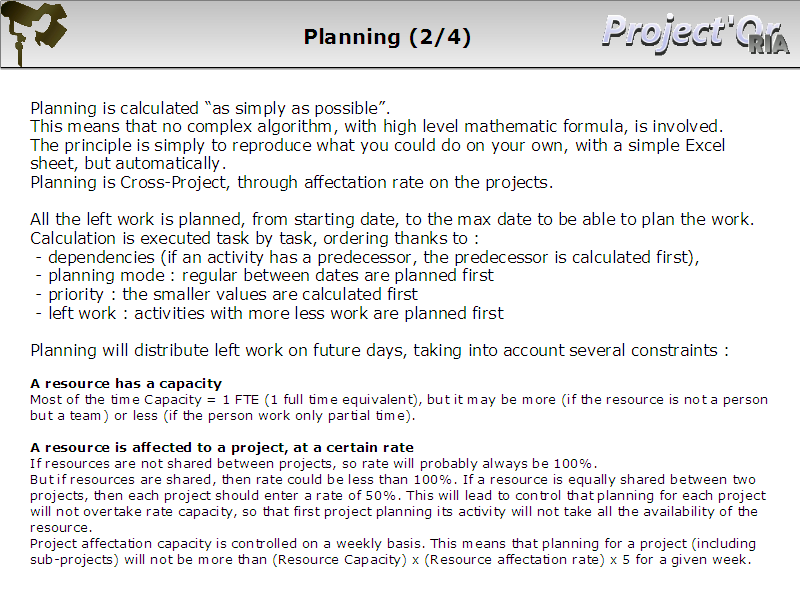 Planning (2/4)
Project'Or
RIA
Planning is calculated “as simply as possible”.
This means that no complex algorithm, with high level mathematic formula, is involved.
The principle is simply to reproduce what you could do on your own, with a simple Excel
sheet, but automatically.
Planning is Cross-Project, through affectation rate on the projects.
All the left work is planned, from starting date, to the max date to be able to plan the work.
Calculation is executed task by task, ordering thanks to :
- dependencies (if an activity has a predecessor, the predecessor is calculated first),
- planning mode : regular between dates are planned first
- priority : the smaller values are calculated first
- left work : activities with more less work are planned first
Planning will distribute left work on future days, taking into account several constraints :
A resource has a capacity
Most of the time Capacity = 1 FTE (1 full time equivalent), but it may be more (if the resource is not a person
but a team) or less (if the person work only partial time).
A resource is affected to a project, at a certain rate
If resources are not shared between projects, so rate will probably always be 100%.
But if resources are shared, then rate could be less than 100%. If a resource is equally shared between two
projects, then each project should enter a rate of 50%. This will lead to control that planning for each project
will not overtake rate capacity, so that first project planning its activity will not take all the availability of the
resource.
Project affectation capacity is controlled on a weekly basis. This means that planning for a project (including
sub-projects) will not be more than (Resource Capacity) x (Resource affectation rate) x 5 for a given week.